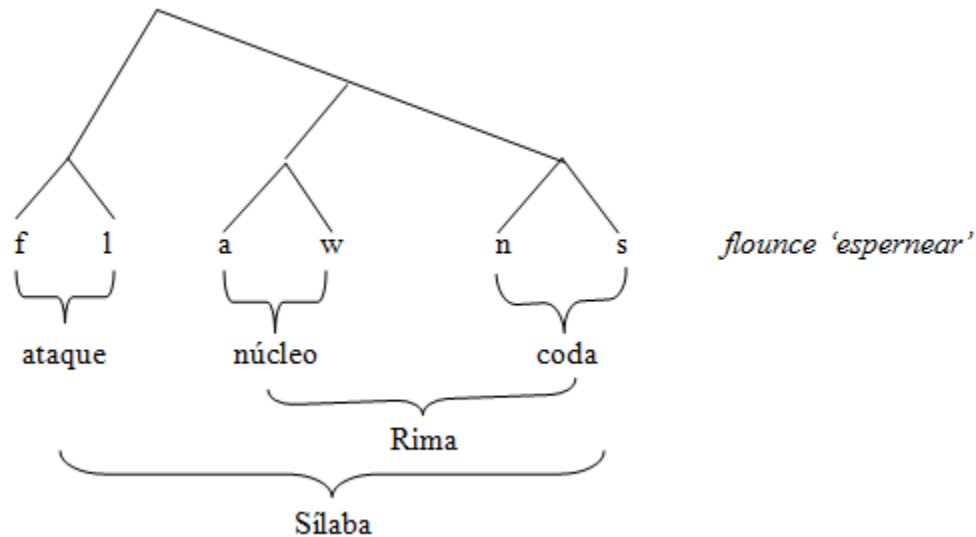 f l a w n s flounce ‘espernear’
ataque núcleo coda
Rima
Sílaba